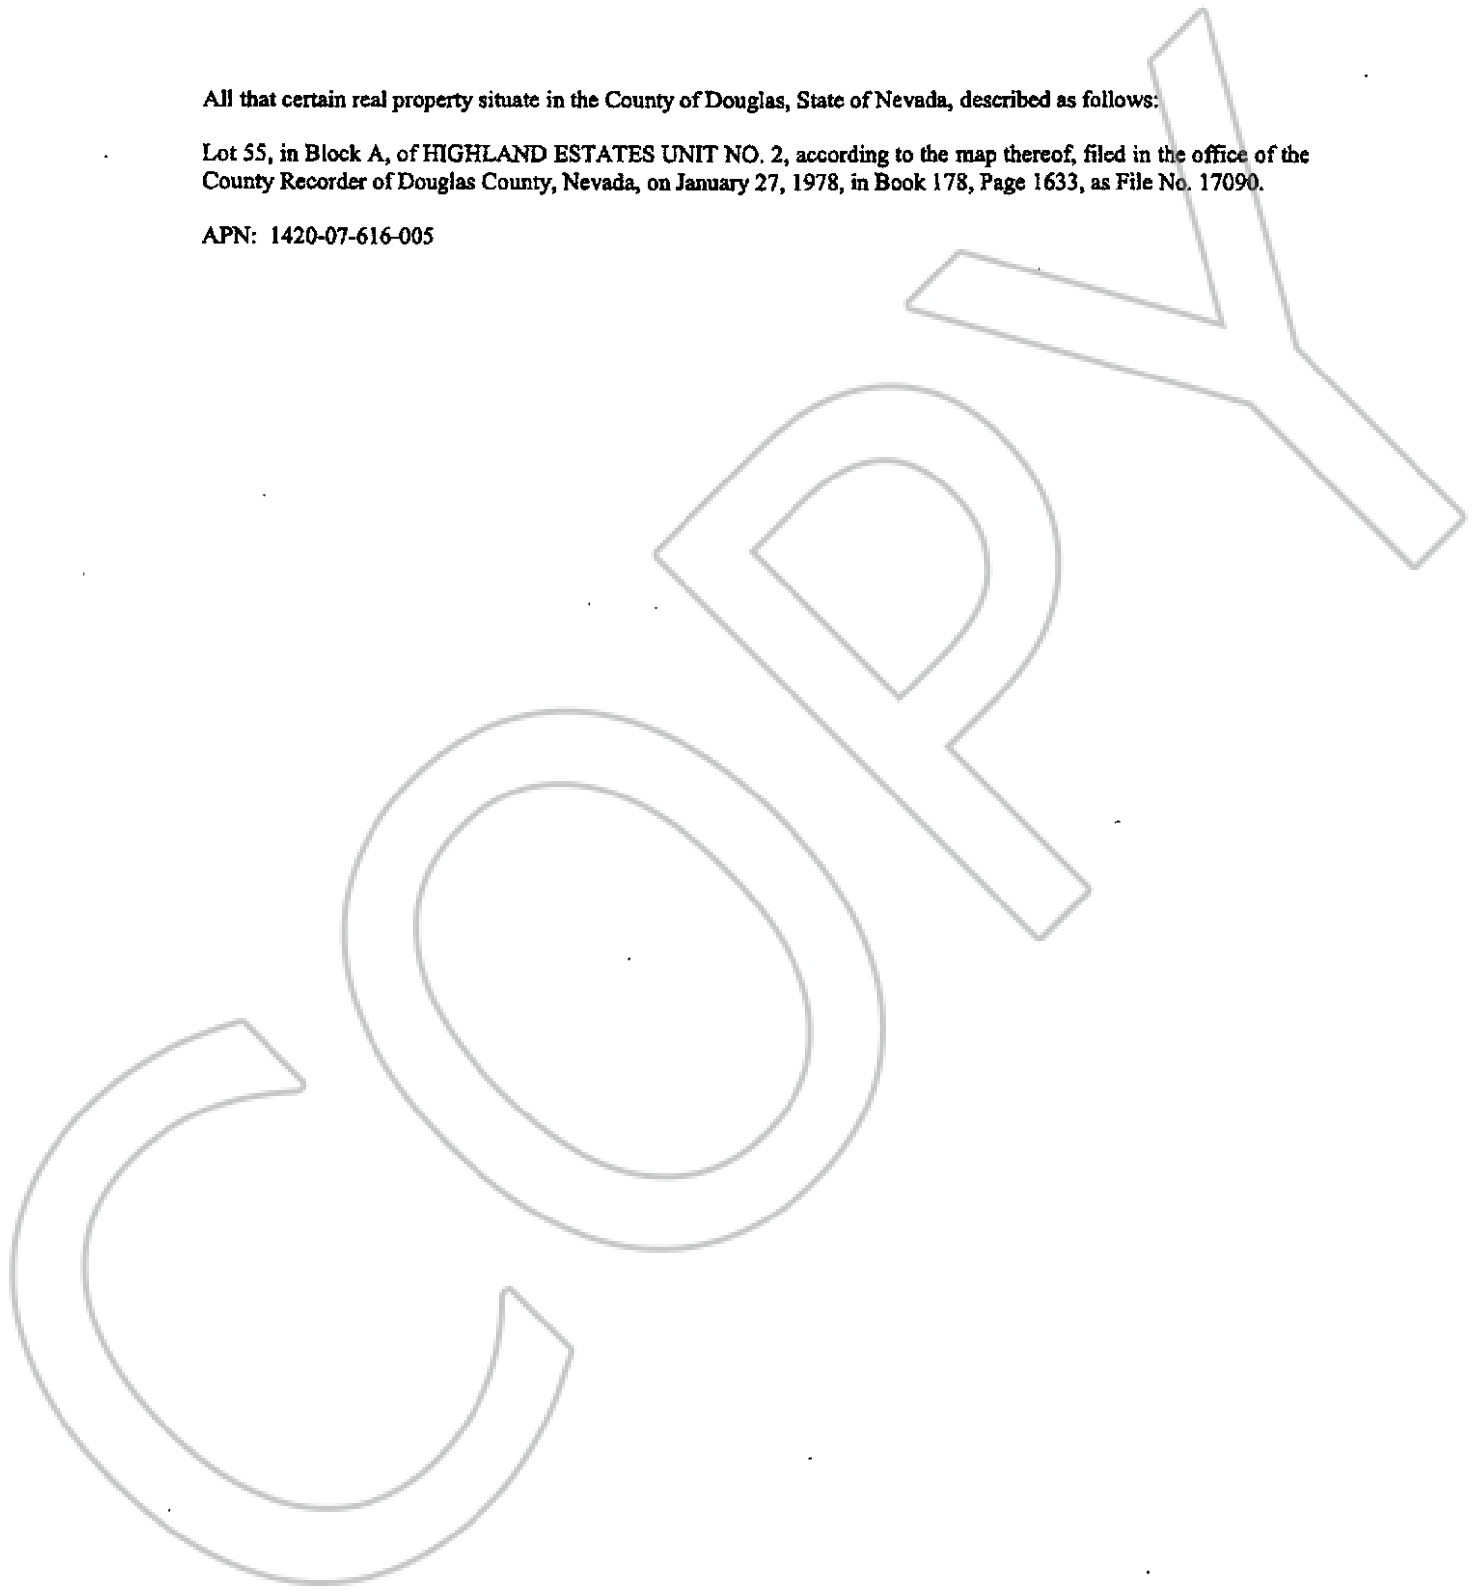 All that certain real property situate in the County of Douglas, State of Nevada, described as follows:
Lot 55, in Block A, of HIGHLAND ESTATES UNIT NO. 2, according to the map thereof, filed in the office of the
County Recorder of Douglas County, Nevada, on January 27, 1978, in Book 178, Page 1633, as File No. 17090.
APN: 1420-07-616-005
COPY